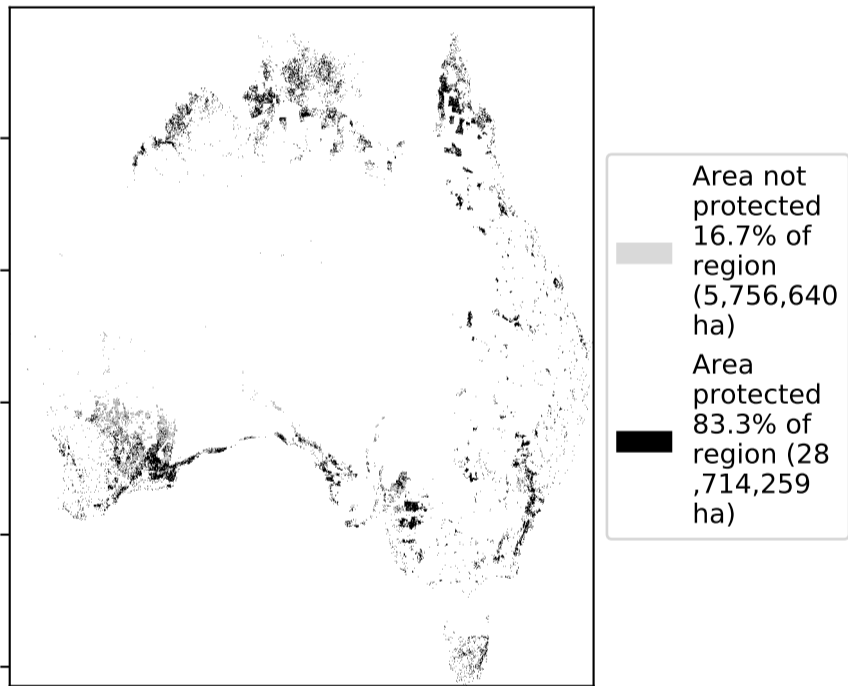 Area not
protected
16.7% of
region
(5,756,640
ha)
Area
protected
83.3% of
region (28
,714,259
ha)